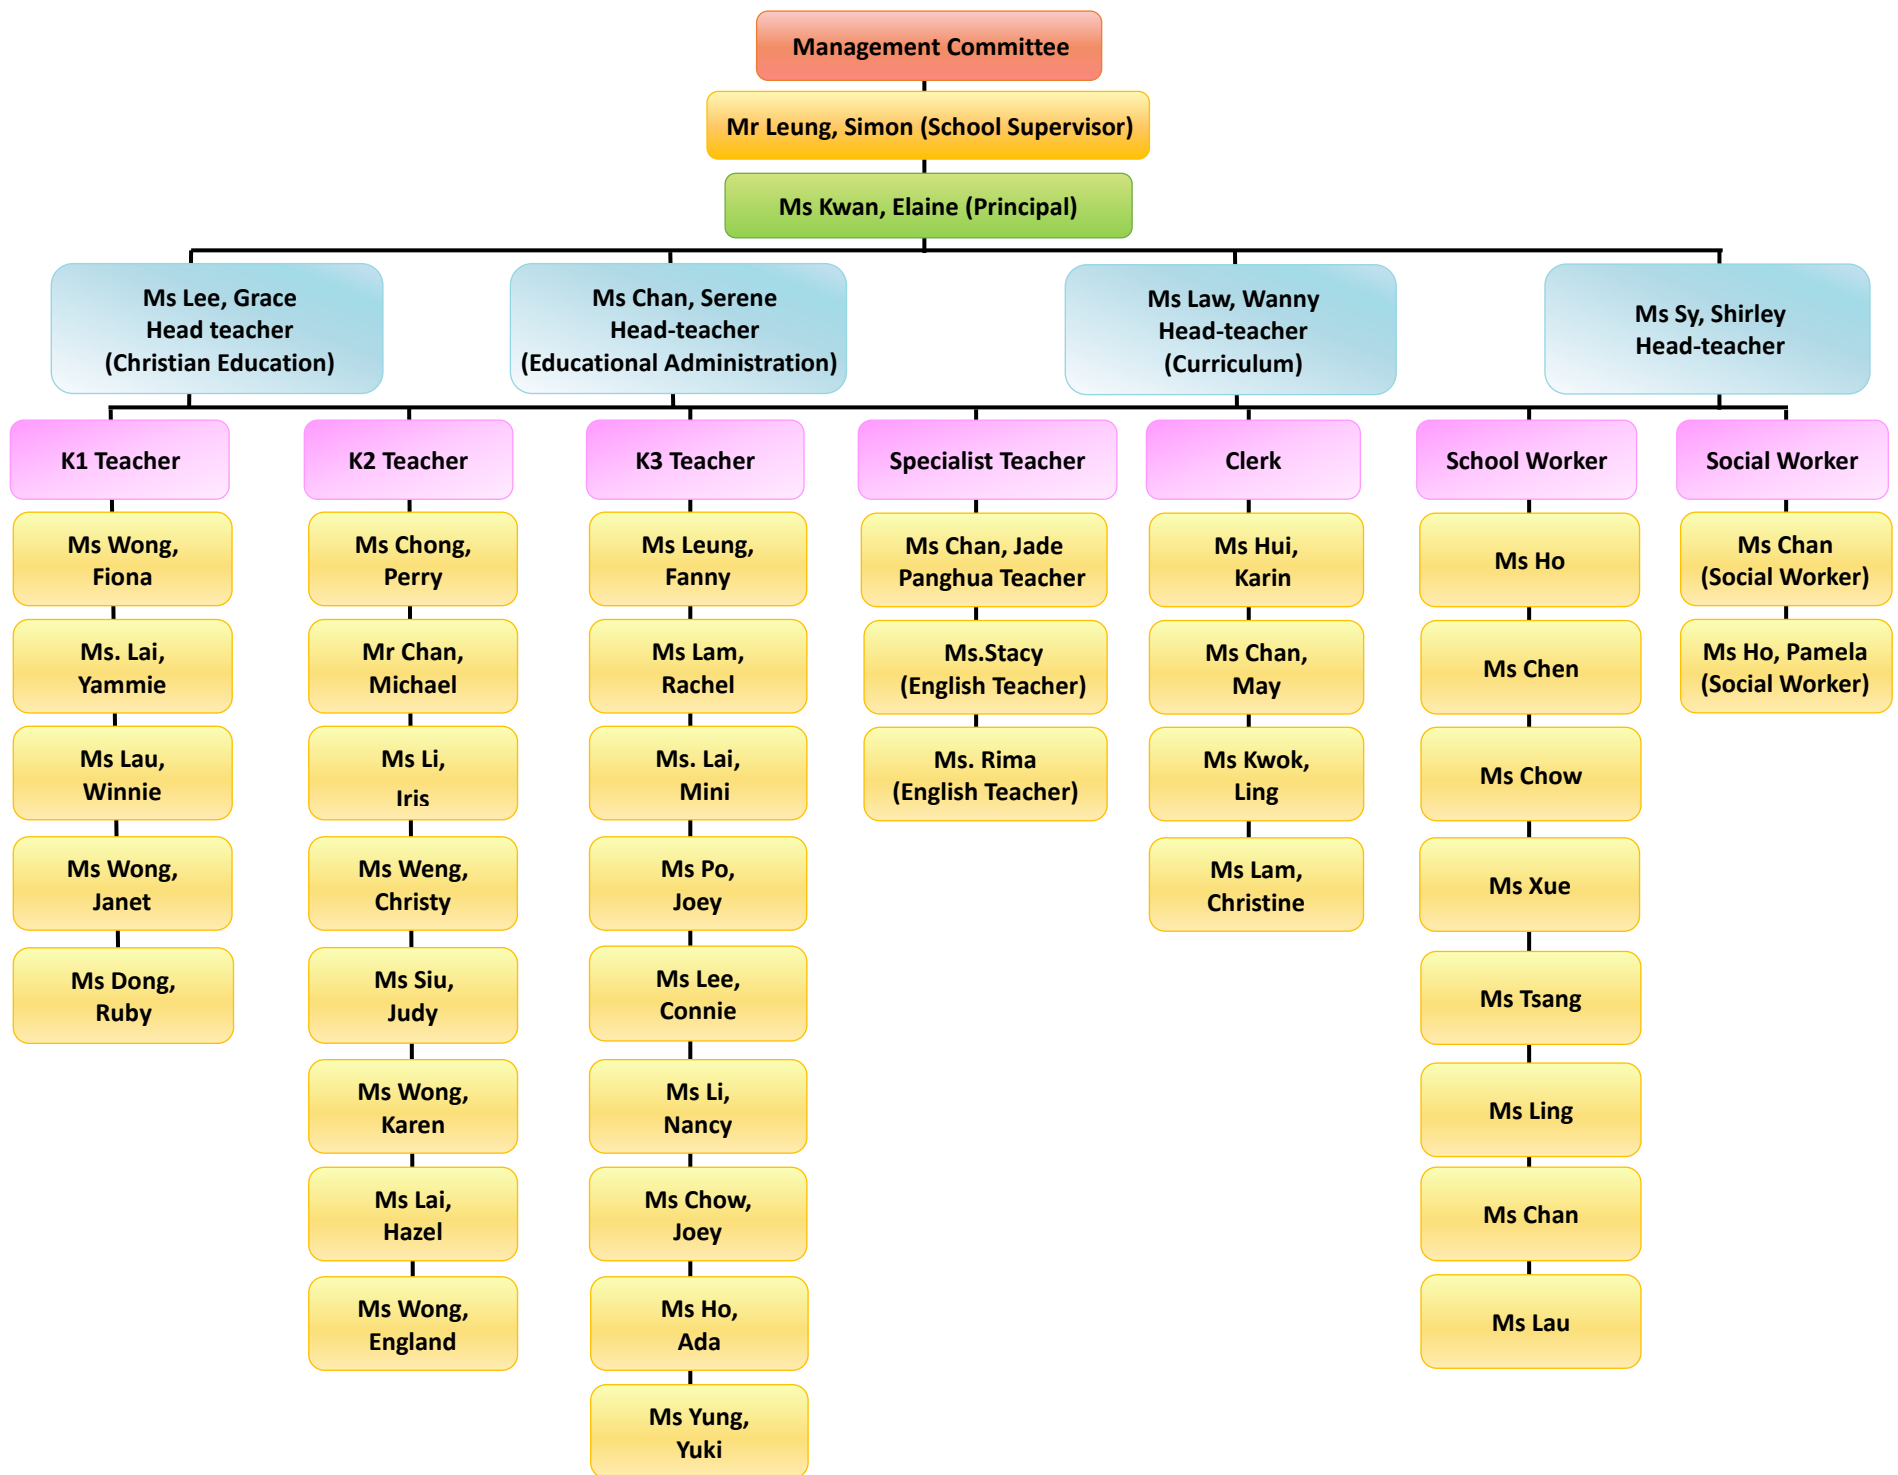 Management Committee
Mr Leung, Simon (School Supervisor)
Ms Kwan, Elaine (Principal)
Ms Lee, Grace
Head teacher
(Christian Education)
Ms Chan, Serene
Head-teacher
(Educational Administration)
Ms Law, Wanny
Head-teacher
(Curriculum)
Ms Sy, Shirley
Head-teacher
K1 Teacher
Ms Wong,
Fiona
Ms. Lai,
Yammie
Ms Lau,
Winnie
Ms Wong,
Janet
Ms Dong,
Ruby
K2 Teacher
Ms Chong,
Perry
Mr Chan,
Michael
Ms Li,
Iris
Ms Weng,
Christy
Ms Siu,
Judy
Ms Wong,
Karen
Ms Lai,
Hazel
Ms Wong,
England
K3 Teacher
Ms Leung,
Fanny
Ms Lam,
Rachel
Ms. Lai,
Mini
Ms Po,
Joey
Ms Lee,
Connie
Ms Li,
Nancy
Ms Chow,
Joey
Ms Ho,
Ada
Ms Yung,
Yuki
Specialist Teacher
Ms Chan, Jade
Panghua Teacher
Ms.Stacy
(English Teacher)
Ms. Rima
(English Teacher)
Clerk
Ms Hui,
Karin
Ms Chan,
May
Ms Kwok,
Ling
Ms Lam,
Christine
School Worker
Ms Ho
Ms Chen
Ms Chow
Ms Xue
Ms Tsang
Ms Ling
Ms Chan
Ms Lau
Social Worker
Ms Chan
(Social Worker)
Ms Ho, Pamela
(Social Worker)